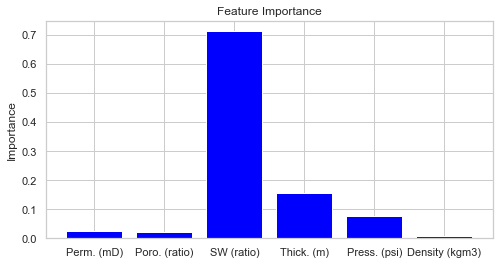 Feature Importance
Importance
0.7
0.6
0.5
0.4
0.3
0.2
0.1
0.0
Perm. (mD) Poro. (ratio) SW (ratio) Thick. (m) Press. (psi) Density (kgm3)